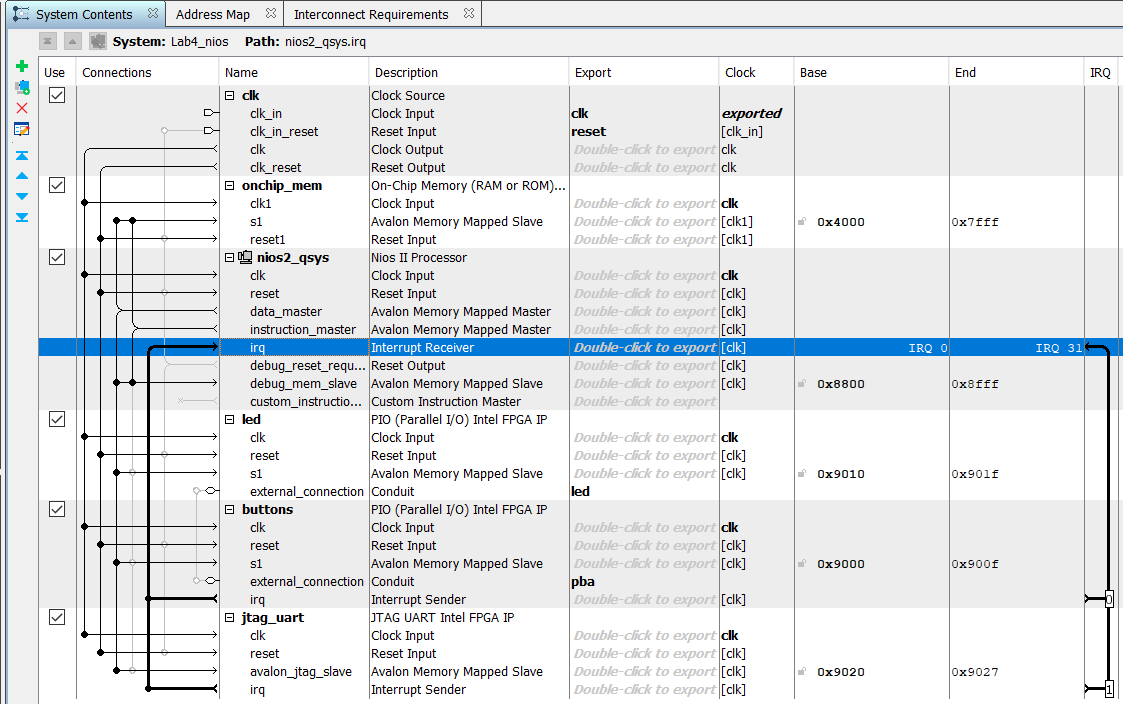 System Contents Address Map Interconnect Requirements
System: Lab4_nios Path: nios2_qsys.irq
Use Connections Name Description Export Clock Base End IRQ
clk Clock Source
clk_in Clock Input clk exported
clk_in_reset Reset Input reset [clk_in]
clk Clock Output Double-click to export clk
clk_reset Reset Output Double-click to export clk
onchip_mem On-Chip Memory (RAM or ROM)...
clk1 Clock Input Double-click to export clk
s1 Avalon Memory Mapped Slave Double-click to export [clk1] 0x4000 0x7fff
reset1 Reset Input Double-click to export [clk1]
nios2_qsys Nios II Processor
clk Clock Input Double-click to export clk
reset Reset Input Double-click to export [clk]
data_master Avalon Memory Mapped Master Double-click to export [clk]
instruction_master Avalon Memory Mapped Master Double-click to export [clk]
irq Interrupt Receiver Double-click to export [clk] IRQ 0 IRQ 31
debug_reset_requ... Reset Output Double-click to export [clk]
debug_mem_slave Avalon Memory Mapped Slave Double-click to export [clk] 0x8800 0x8fff
custom_instructio... Custom Instruction Master Double-click to export
led PIO (Parallel I/O) Intel FPGA IP
clk Clock Input Double-click to export clk
reset Reset Input Double-click to export [clk]
s1 Avalon Memory Mapped Slave Double-click to export [clk] 0x9010 0x901f
external_connection Conduit led
buttons PIO (Parallel I/O) Intel FPGA IP
clk Clock Input Double-click to export clk
reset Reset Input Double-click to export [clk]
s1 Avalon Memory Mapped Slave Double-click to export [clk] 0x9000 0x900f
external_connection Conduit pba
irq Interrupt Sender Double-click to export [clk] 0
jtag_uart JTAG UART Intel FPGA IP
clk Clock Input Double-click to export clk
reset Reset Input Double-click to export [clk]
avalon_jtag_slave Avalon Memory Mapped Slave Double-click to export [clk] 0x9020 0x9027
irq Interrupt Sender Double-click to export [clk] 1